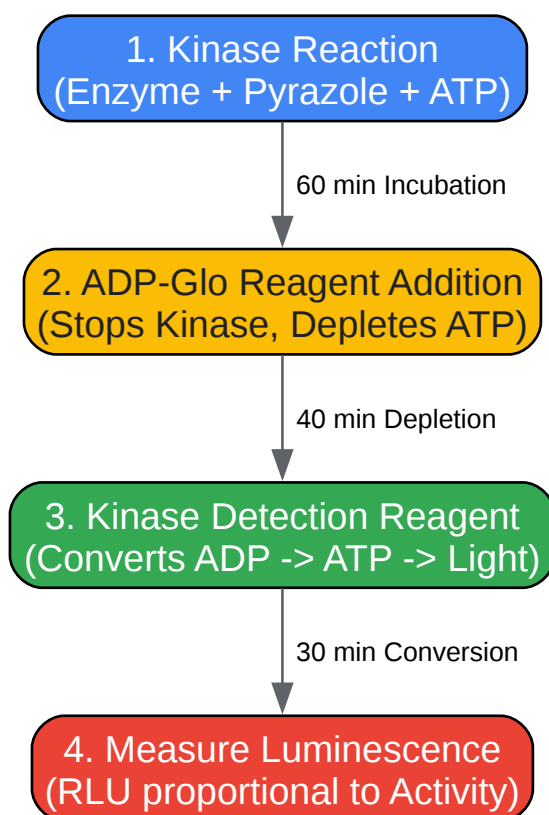 1. Kinase Reaction
(Enzyme + Pyrazole + ATP)
60 min Incubation
2. ADP-Glo Reagent Addition
(Stops Kinase, Depletes ATP)
40 min Depletion
3. Kinase Detection Reagent
(Converts ADP -> ATP -> Light)
30 min Conversion
4. Measure Luminescence
(RLU proportional to Activity)